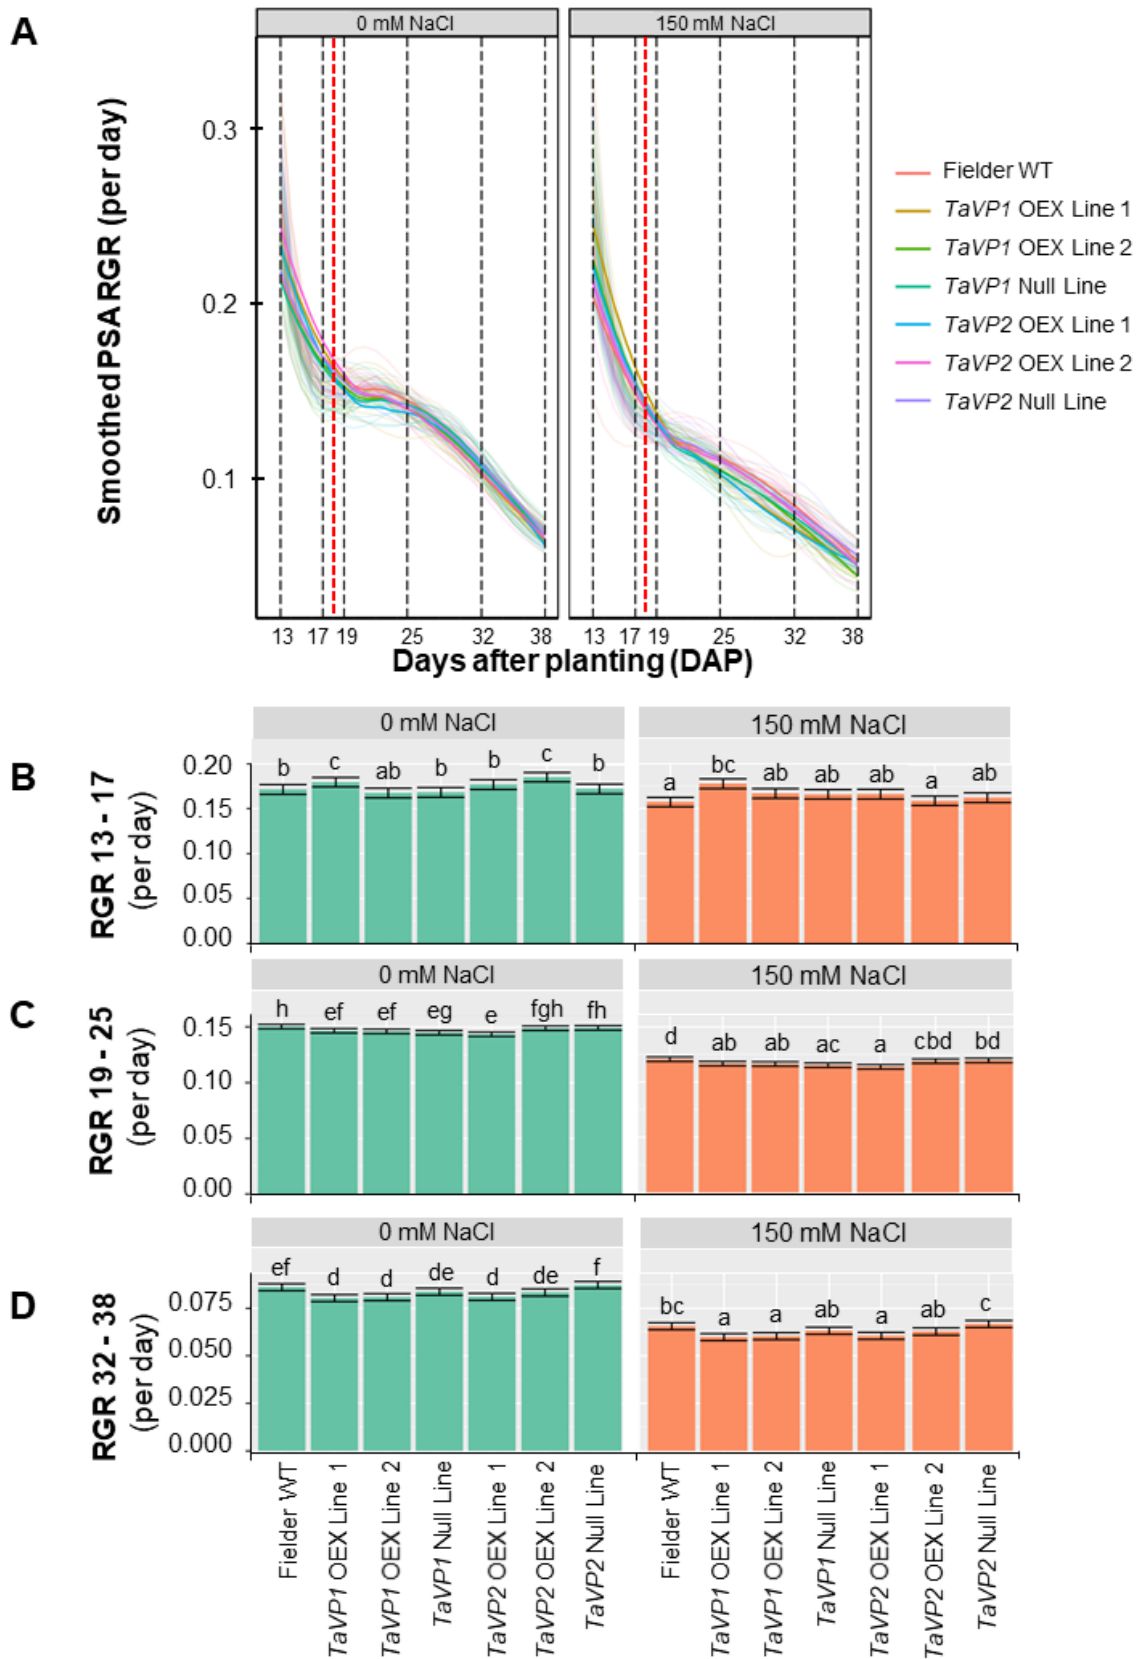 A
0 mM NaCl
150 mM NaCl
Smoothed PSA RGR (per day)
0.3
0.2
0.1
13 17 19 25 32 38
13 17 19 25 32 38
Days after planting (DAP)
Fielder WT
TaVP1 OEX Line 1
TaVP1 OEX Line 2
TaVP1 Null Line
TaVP2 OEX Line 1
TaVP2 OEX Line 2
TaVP2 Null Line
B
RGR 13 - 17
(per day)
0 mM NaCl
150 mM NaCl
0.20
0.15
0.10
0.05
0.00
b c ab b b c b
a bc ab ab ab a ab
C
RGR 19 - 25
(per day)
0 mM NaCl
150 mM NaCl
0.15
0.10
0.05
0.00
h ef ef eg e fgh fh
d ab ab ac a cbd bd
D
RGR 32 - 38
(per day)
0 mM NaCl
150 mM NaCl
0.075
0.050
0.025
0.000
ef d d de d de f
bc a a ab a ab c
Fielder WT
TaVP1 OEX Line 1
TaVP1 OEX Line 2
TaVP1 Null Line
TaVP2 OEX Line 1
TaVP2 OEX Line 2
TaVP2 Null Line
Fielder WT
TaVP1 OEX Line 1
TaVP1 OEX Line 2
TaVP1 Null Line
TaVP2 OEX Line 1
TaVP2 OEX Line 2
TaVP2 Null Line